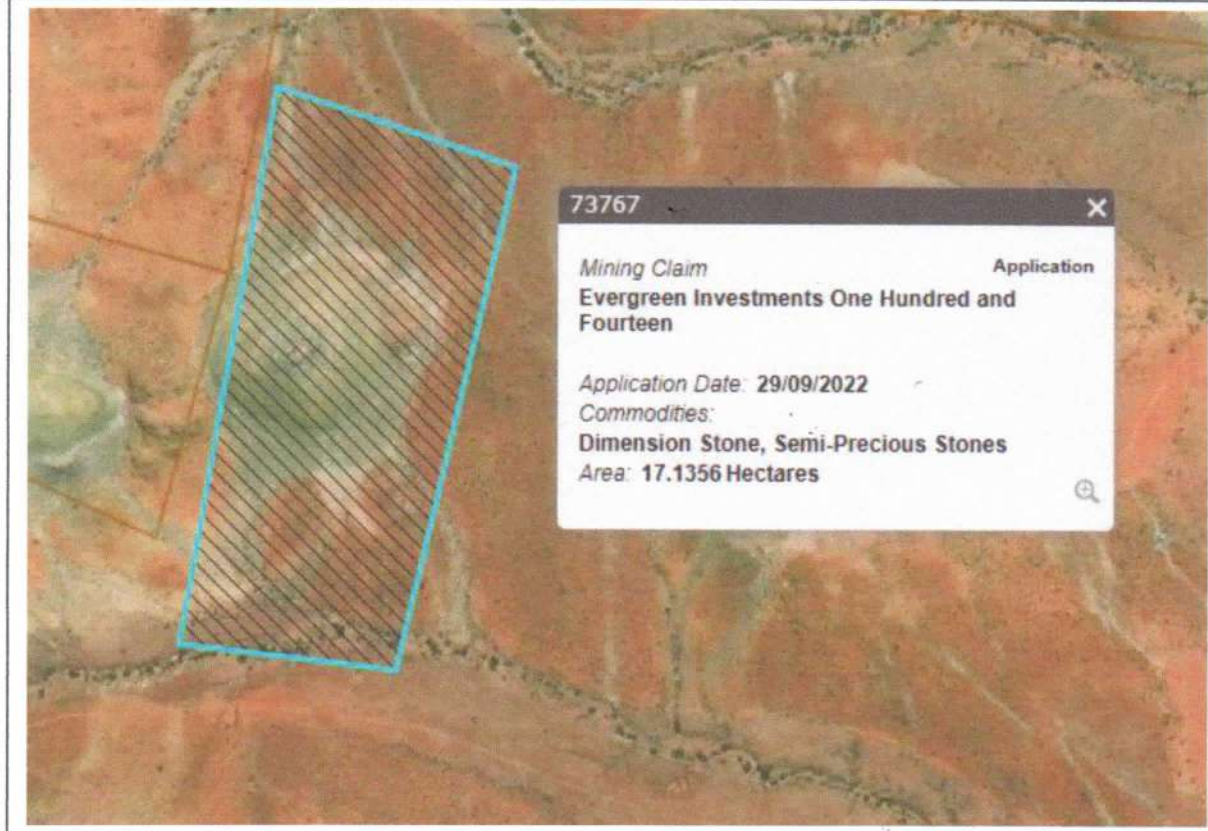 73767
Mining Claim Application
Evergreen Investments One Hundred and
Fourteen
Application Date: 29/09/2022
Commodities:
Dimension Stone, Semi-Precious Stones
Area: 17.1356 Hectares